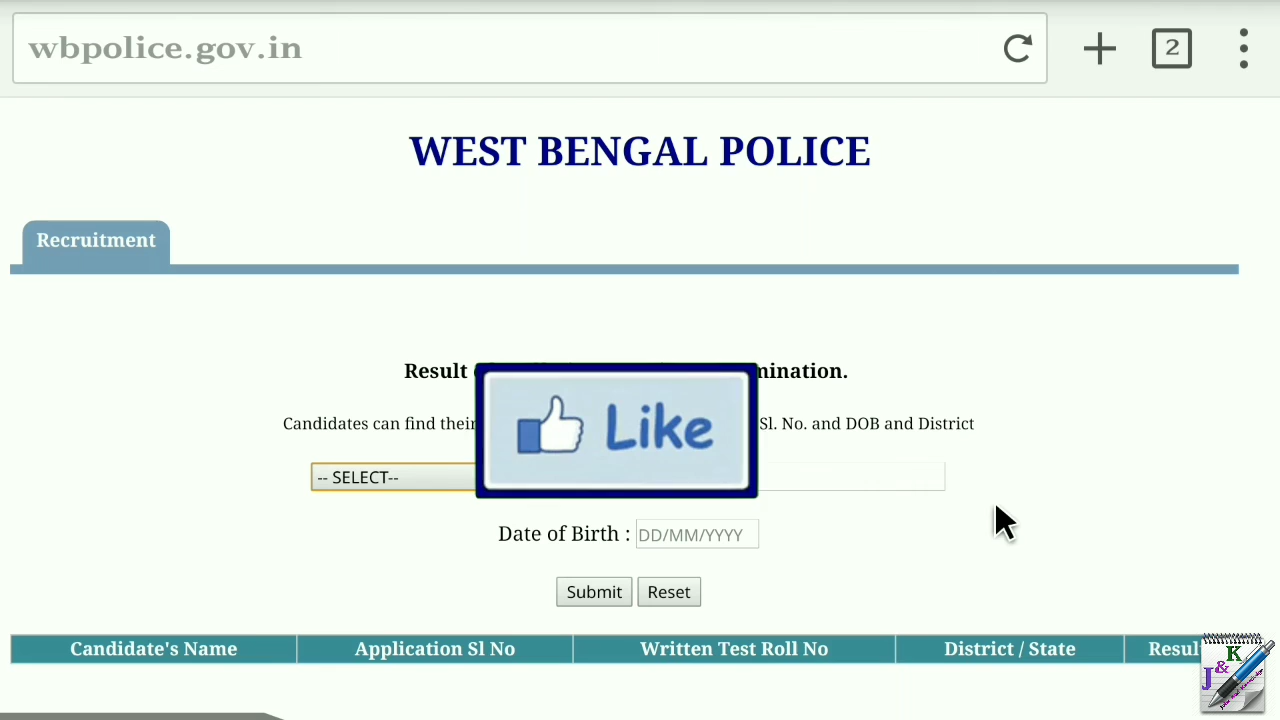 wbpolice.gov.in
2
WEST BENGAL POLICE
Recruitment
Result
mination.
Candidates can find their
Sl. No. and DOB and District
-- SELECT--
Like
Date of Birth : DD/MM/YYYY
Submit Reset
Candidate's Name Application Sl No Written Test Roll No District / State
J & K